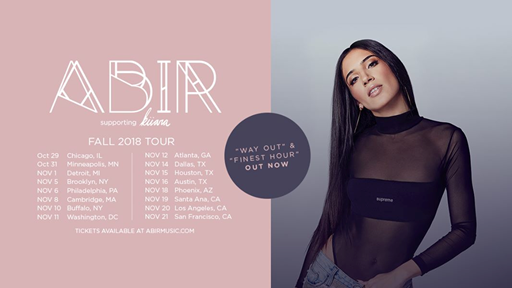 ABIR
supporting kiiara
FALL 2018 TOUR
Oct 29 Chicago, IL
Oct 31 Minneapolis, MN
NOV 1 Detroit, MI
NOV 5 Brooklyn, NY
NOV 6 Philadelphia, PA
NOV 8 Cambridge, MA
NOV 10 Buffalo, NY
NOV 11 Washington, DC
NOV 12 Atlanta, GA
NOV 14 Dallas, TX
NOV 15 Houston, TX
NOV 16 Austin, TX
NOV 18 Phoenix, AZ
NOV 19 Santa Ana, CA
NOV 20 Los Angeles, CA
NOV 21 San Francisco, CA
TICKETS AVAILABLE AT ABIRMUSIC.COM
"WAY OUT" &
"FINEST HOUR"
OUT NOW
supreme